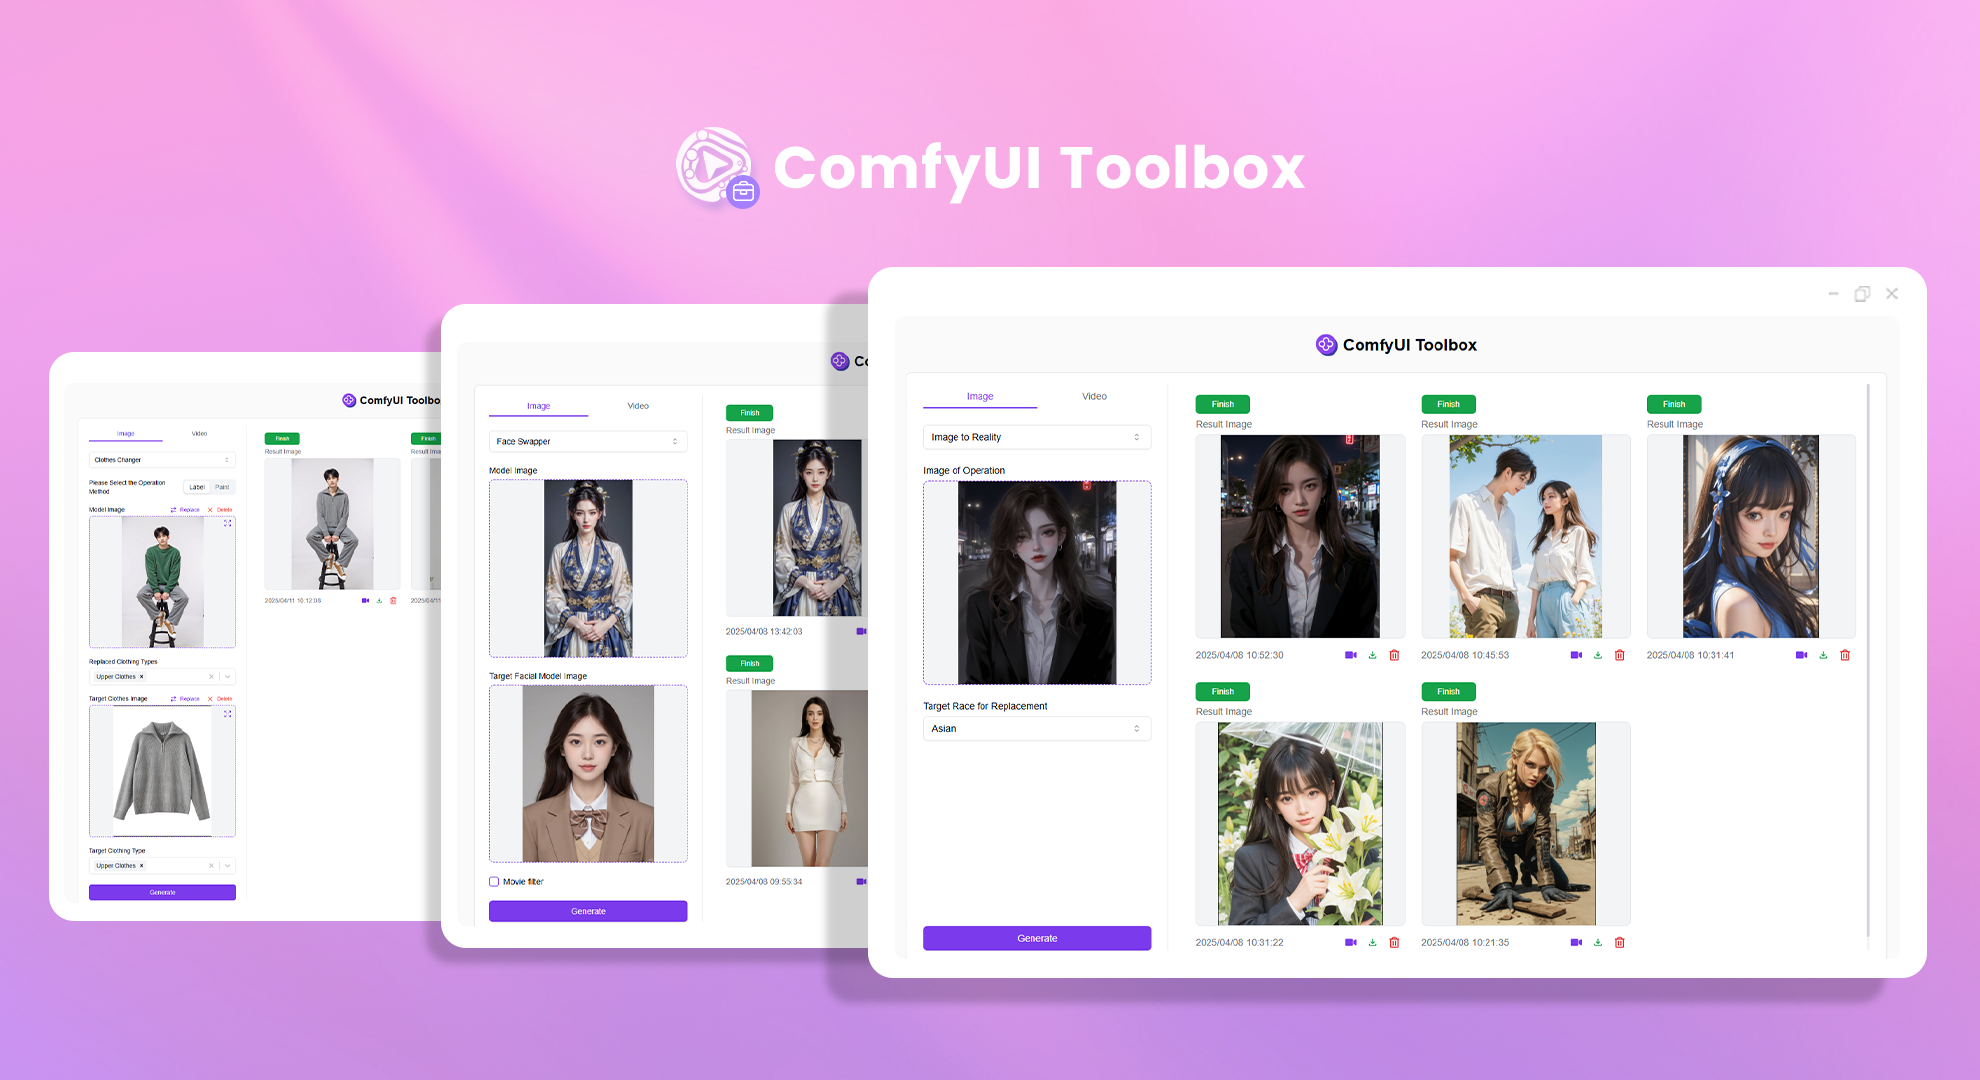 ComfyUI Toolbox
ComfyUI Toolbo
Image
Video
Clothes Changer
Please Select the Operation
Method
Label
Paint
Model Image
Replace
Delete
Replaced Clothing Types
Upper Clothes
Target Clothes Image
Replace
Delete
Target Clothing Type
Upper Clothes
Generate
Finish
Result Image
2025/04/11 10:12:08
Finish
Result Ima
2025/04/11
Co
Image
Video
Face Swapper
Model Image
Target Facial Model Image
Movie filter
Generate
Finish
Result Image
2025/04/08 13:42:03
Finish
Result Image
2025/04/08 09:55:34
ComfyUI Toolbox
Image
Video
Image to Reality
Image of Operation
Target Race for Replacement
Asian
Generate
Finish
Result Image
2025/04/08 10:52:30
Finish
Result Image
2025/04/08 10:45:53
Finish
Result Image
2025/04/08 10:31:41
Finish
Result Image
2025/04/08 10:31:22
Finish
Result Image
2025/04/08 10:21:35